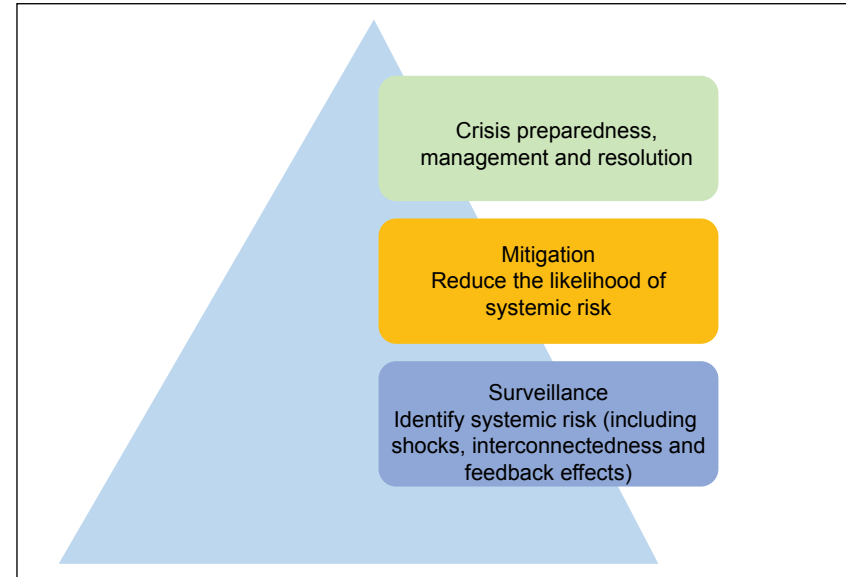 Crisis preparedness,
management and resolution
Mitigation
Reduce the likelihood of
systemic risk
Surveillance
Identify systemic risk (including
shocks, interconnectedness and
feedback effects)